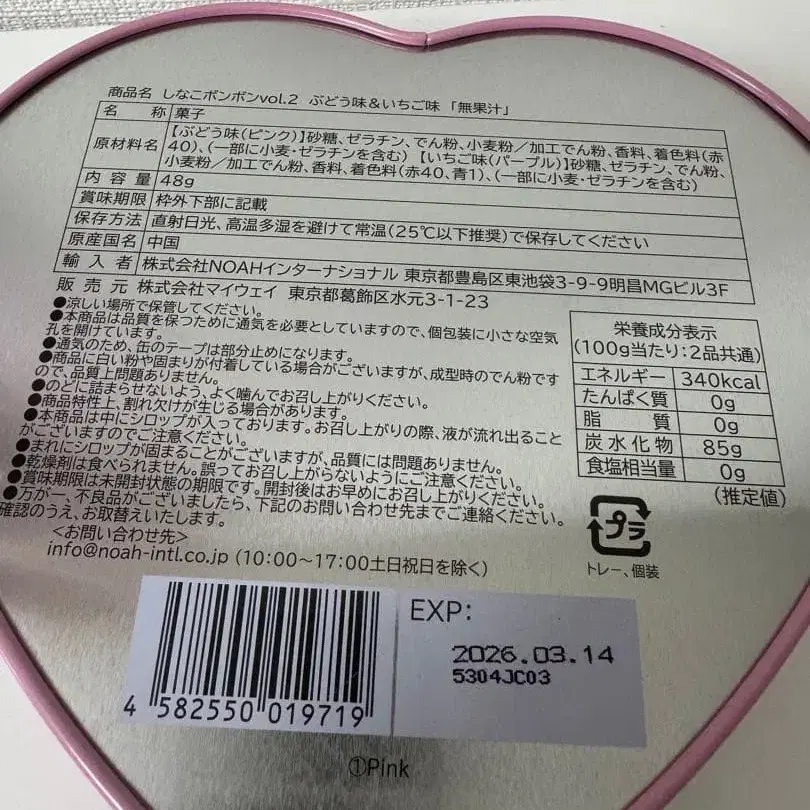 商品名 しなこボンボンvol.2 ぶどう味&いちご味 「無果汁」
名称 菓子
原材料名 【ぶどう味(ピンク)】砂糖、ゼラチン、でん粉、小麦粉/加工でん粉、香料、着色料(赤
40)、(一部に小麦・ゼラチンを含む) 【いちご味(パープル)】砂糖、ゼラチン、でん粉、
小麦粉/加工でん粉、香料、着色料(赤40、青1)、(一部に小麦・ゼラチンを含む)
内容量 48g
賞味期限 枠外下部に記載
保存方法 直射日光、高温多湿を避けて常温(25℃以下推奨)で保存してください
原産国名 中国
輸入者 株式会社NOAHインターナショナル 東京都豊島区東池袋3-9-9明昌MGビル3F
販売元 株式会社マイウェイ 東京都葛飾区水元3-1-23
●涼しい場所で保管してください。
●本商品は品質を保つために通気を必要としていますので、個包装に小さな空気
孔を開けています。
●通気のため、缶のテープは部分止めになります。
●商品に白い粉や固まりが付着している場合がございますが、成型時のでん粉です
ので、品質上問題ありません。
●のどに詰まらせないよう、よく噛んでお召し上がりください。
●商品特性上、割れ欠けが生じる場合があります。
●本商品は中にシロップが入っております。お召し上がりの際、液が流れ出ること
がございますのでご注意ください。
●まれにシロップが固まることがございますが、品質には問題ありません。
●乾燥剤は食べられません。誤ってお召し上がらないようにご注意ください。
●賞味期限は未開封状態の期限です。開封後はお早めにお召し上がりください。
●万が一、不良品がございましたら、下記のお問い合わせ先までご連絡ください。
確認のうえ、お取替えいたします。
<お問い合わせ先>
info@noah-intl.co.jp (10:00〜17:00土日祝日を除く)
栄養成分表示
(100g当たり:2品共通)
エネルギー 340kcal
たんぱく質 0g
脂質 0g
炭水化物 85g
食塩相当量 0g
(推定値)
プラ
トレー、個装
EXP:
2026.03.14
5304JC03
4 582550 019719
①Pink